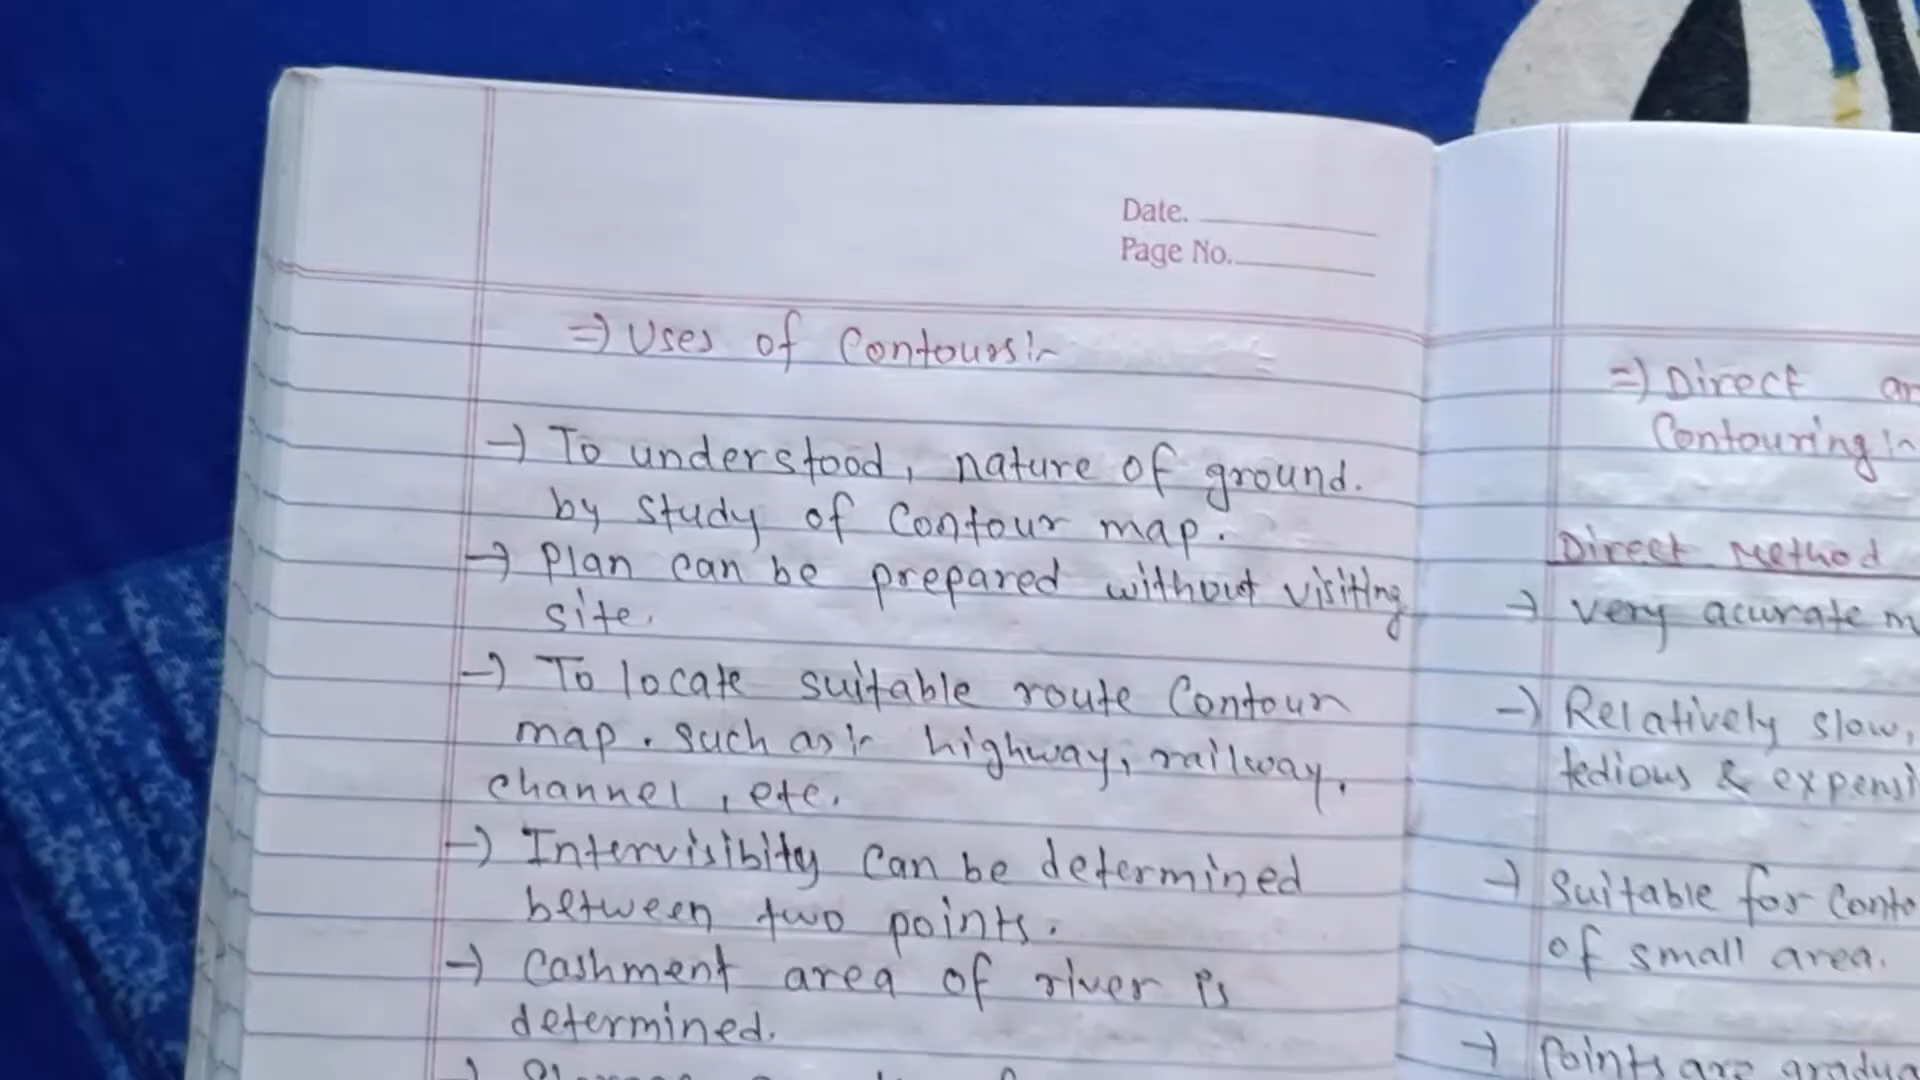 Date.
Page No.
=) Uses of Contours:-
→ To understood, nature of ground.
by study of Contour map.
→ Plan can be prepared without visiting
site.
→ To locate suitable route Contour
map. such as :- highway, railway,
channel, etc.
→ Intervisibity can be determined
between two points.
→ Cashment area of river is
determined.
=) Direct
Contouring :-
Direct Method
→ very acurate
→ Relatively slow,
tedious &
→ Suitable for
of small area.
→ Points are